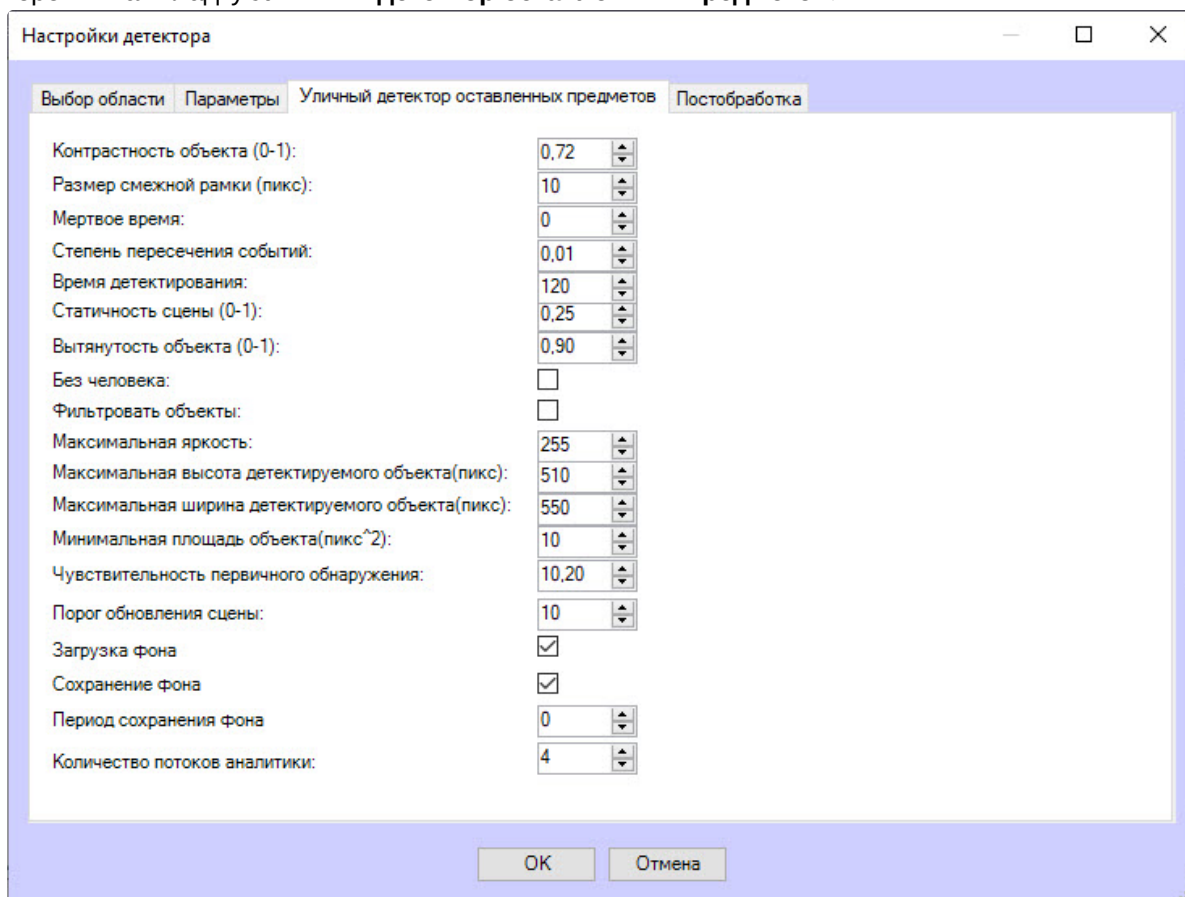 Настройки детектора
Выбор области Параметры Уличный детектор оставленных предметов Постобработка
Контрастность объекта (0-1): 0,72
Размер смежной рамки (пикс): 10
Мертвое время: 0
Степень пересечения событий: 0,01
Время детектирования: 120
Статичность сцены (0-1): 0,25
Вытянутость объекта (0-1): 0,90
Без человека:
Фильтровать объекты:
Максимальная яркость: 255
Максимальная высота детектируемого объекта(пикс): 510
Максимальная ширина детектируемого объекта(пикс): 550
Минимальная площадь объекта(пикс^2): 10
Чувствительность первичного обнаружения: 10,20
Порог обновления сцены: 10
Загрузка фона
Сохранение фона
Период сохранения фона 0
Количество потоков аналитики: 4
OK Отмена